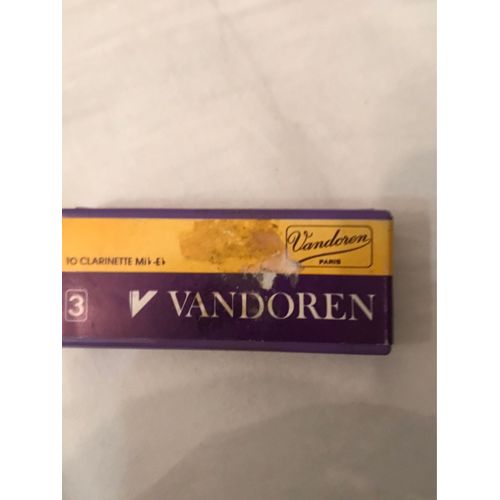 10 CLARINETTE Mi♭-E♭
Vandoren
PARIS
3
VANDOREN